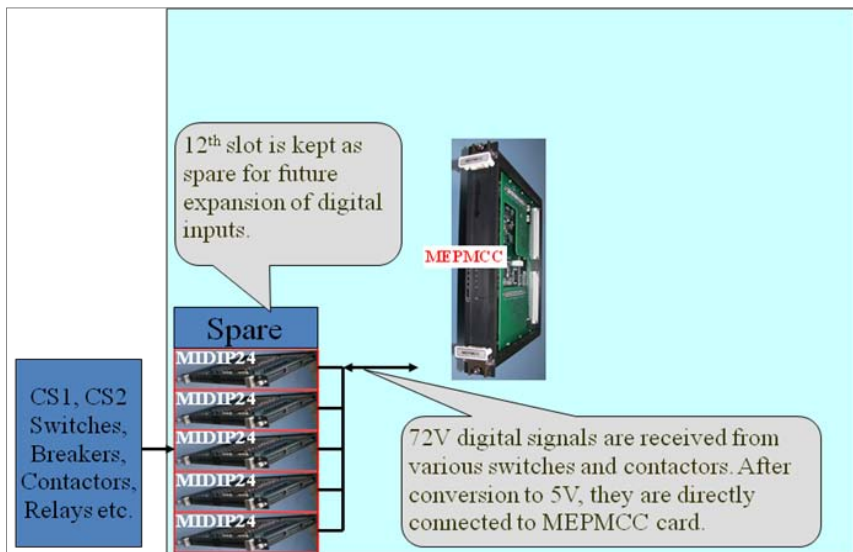 12th slot is kept as
spare for future
expansion of digital
inputs.
MEPMCC
Spare
MIDIP24
MIDIP24
MIDIP24
MIDIP24
MIDIP24
CS1, CS2
Switches,
Breakers,
Contactors,
Relays etc.
72V digital signals are received from
various switches and contactors. After
conversion to 5V, they are directly
connected to MEPMCC card.